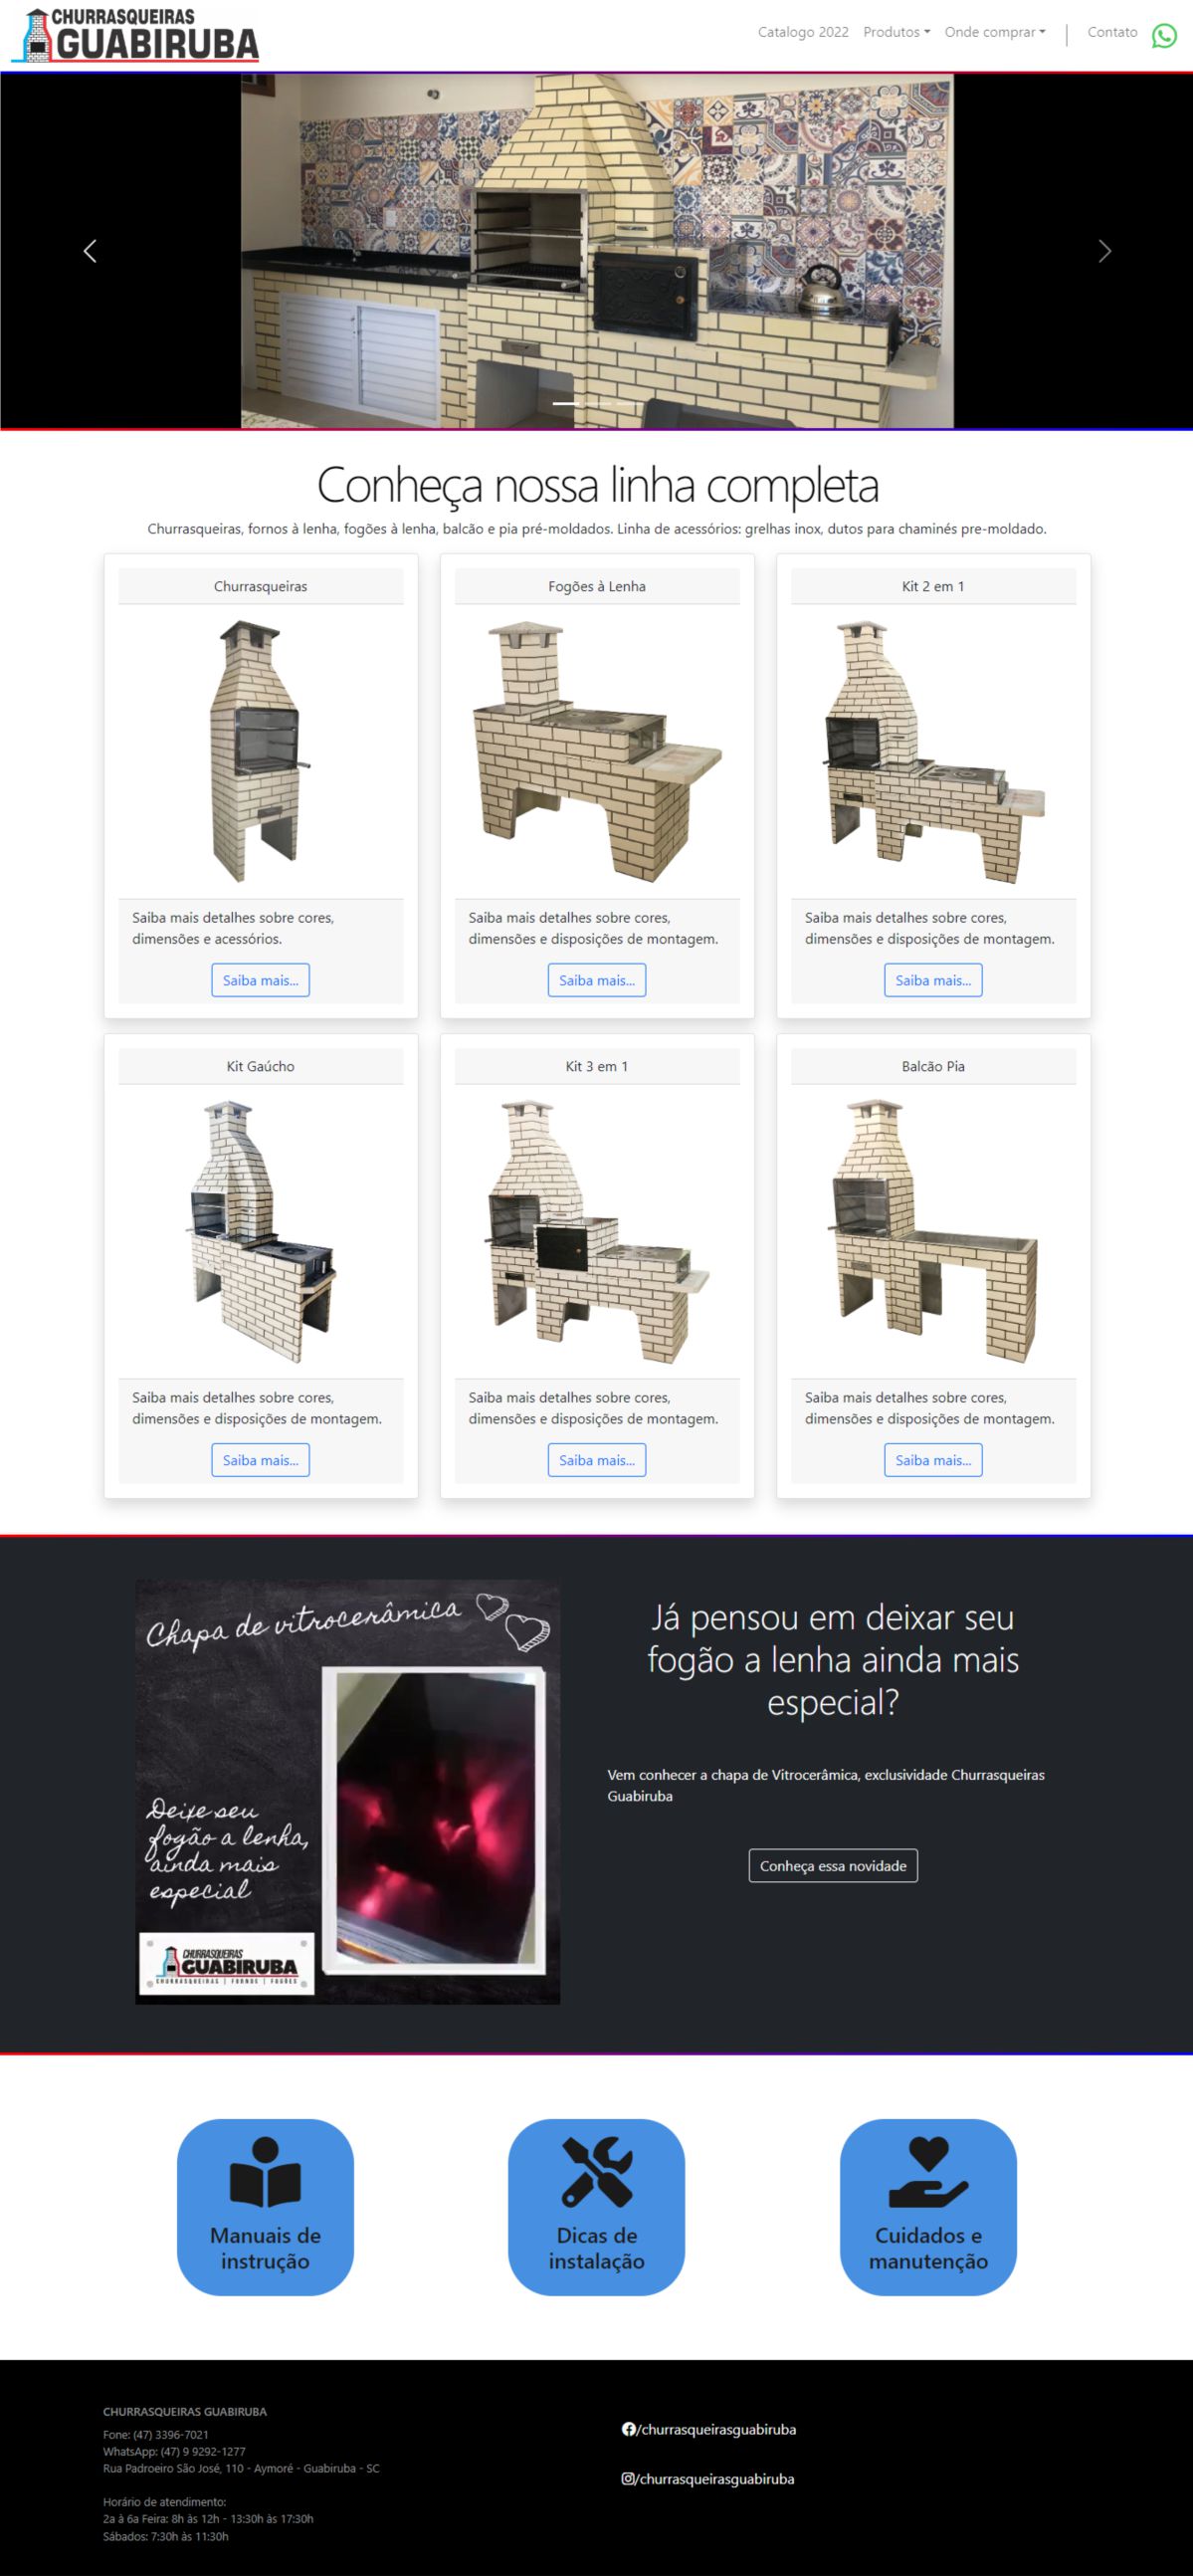 CHURRASQUEIRAS
GUABIRUBA
Catalogo 2022 Produtos Onde comprar Contato
Conheça nossa linha completa
Churrasqueiras, fornos à lenha, fogões à lenha, balcão e pia pré-moldados. Linha de acessórios: grelhas inox, dutos para chaminés pre-moldado.
Churrasqueiras
Saiba mais detalhes sobre cores,
dimensões e acessórios.
Saiba mais...
Fogões à Lenha
Saiba mais detalhes sobre cores,
dimensões e disposições de montagem.
Saiba mais...
Kit 2 em 1
Saiba mais detalhes sobre cores,
dimensões e disposições de montagem.
Saiba mais...
Kit Gaúcho
Saiba mais detalhes sobre cores,
dimensões e disposições de montagem.
Saiba mais...
Kit 3 em 1
Saiba mais detalhes sobre cores,
dimensões e disposições de montagem.
Saiba mais...
Balcão Pia
Saiba mais detalhes sobre cores,
dimensões e disposições de montagem.
Saiba mais...
Chapa de vitrocerâmica
Deixe seu
fogão a lenha,
ainda mais
especial
CHURRASQUEIRAS
GUABIRUBA
CHURRASQUEIRAS | FORNOS | FOGÕES
Já pensou em deixar seu
fogão a lenha ainda mais
especial?
Vem conhecer a chapa de Vitrocerâmica, exclusividade Churrasqueiras
Guabiruba
Conheça essa novidade
Manuais de
instrução
Dicas de
instalação
Cuidados e
manutenção
CHURRASQUEIRAS GUABIRUBA
Fone: (47) 3396-7021
WhatsApp: (47) 9 9292-1277
Rua Padroeiro São José, 110 - Aymoré - Guabiruba - SC
Horário de atendimento:
2a à 6a Feira: 8h às 12h - 13:30h às 17:30h
Sábados: 7:30h às 11:30h
/churrasqueirasguabiruba
/churrasqueirasguabiruba